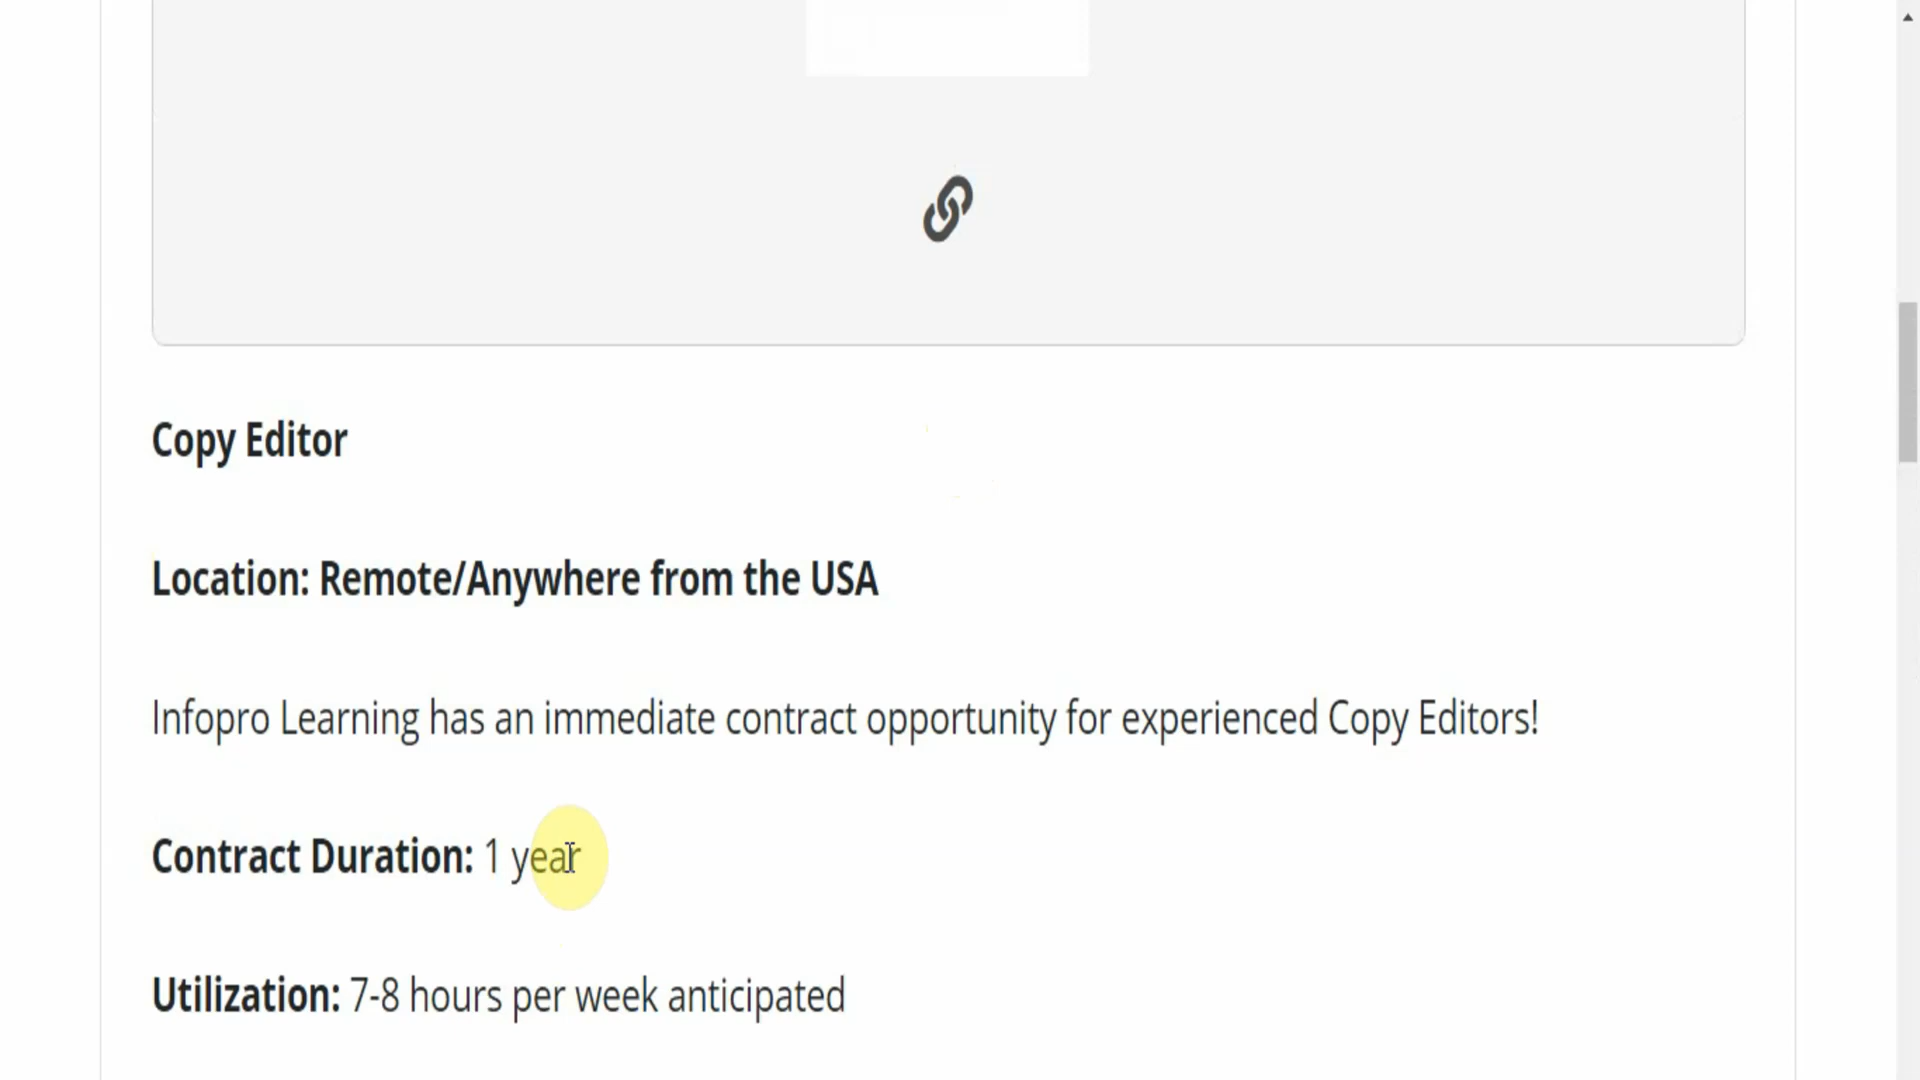 Copy Editor
Location: Remote/Anywhere from the USA
Infopro Learning has an immediate contract opportunity for experienced Copy Editors!
Contract Duration: 1 year
Utilization: 7-8 hours per week anticipated